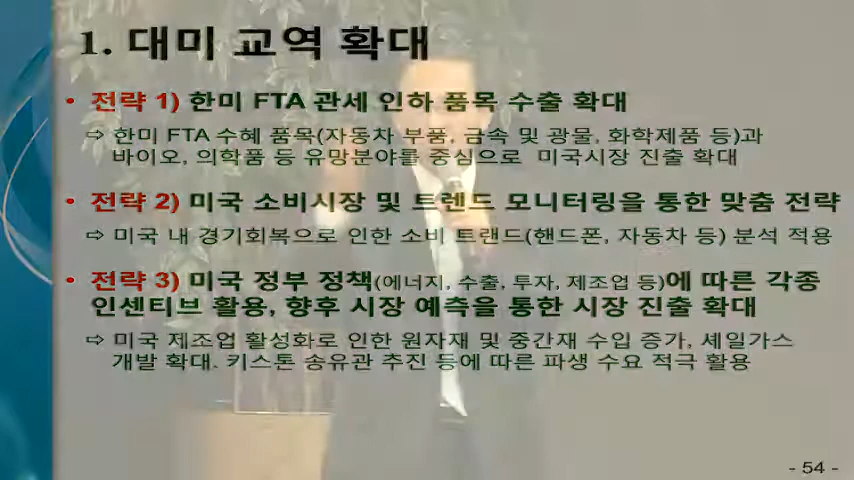 1. 대미 교역 확대
• 전략 1) 한미 FTA 관세 인하 품목 수출 확대
⇨ 한미 FTA 수혜 품목(자동차 부품, 금속 및 광물, 화학제품 등)과
바이오, 의학품 등 유망분야를 중심으로 미국시장 진출 확대
• 전략 2) 미국 소비시장 및 트렌드 모니터링을 통한 맞춤 전략
⇨ 미국 내 경기회복으로 인한 소비 트랜드(핸드폰, 자동차 등) 분석 적용
• 전략 3) 미국 정부 정책(에너지, 수출, 투자, 제조업 등)에 따른 각종
인센티브 활용, 향후 시장 예측을 통한 시장 진출 확대
⇨ 미국 제조업 활성화로 인한 원자재 및 중간재 수입 증가, 셰일가스
개발 확대. 키스톤 송유관 추진 등에 따른 파생 수요 적극 활용
- 54 -